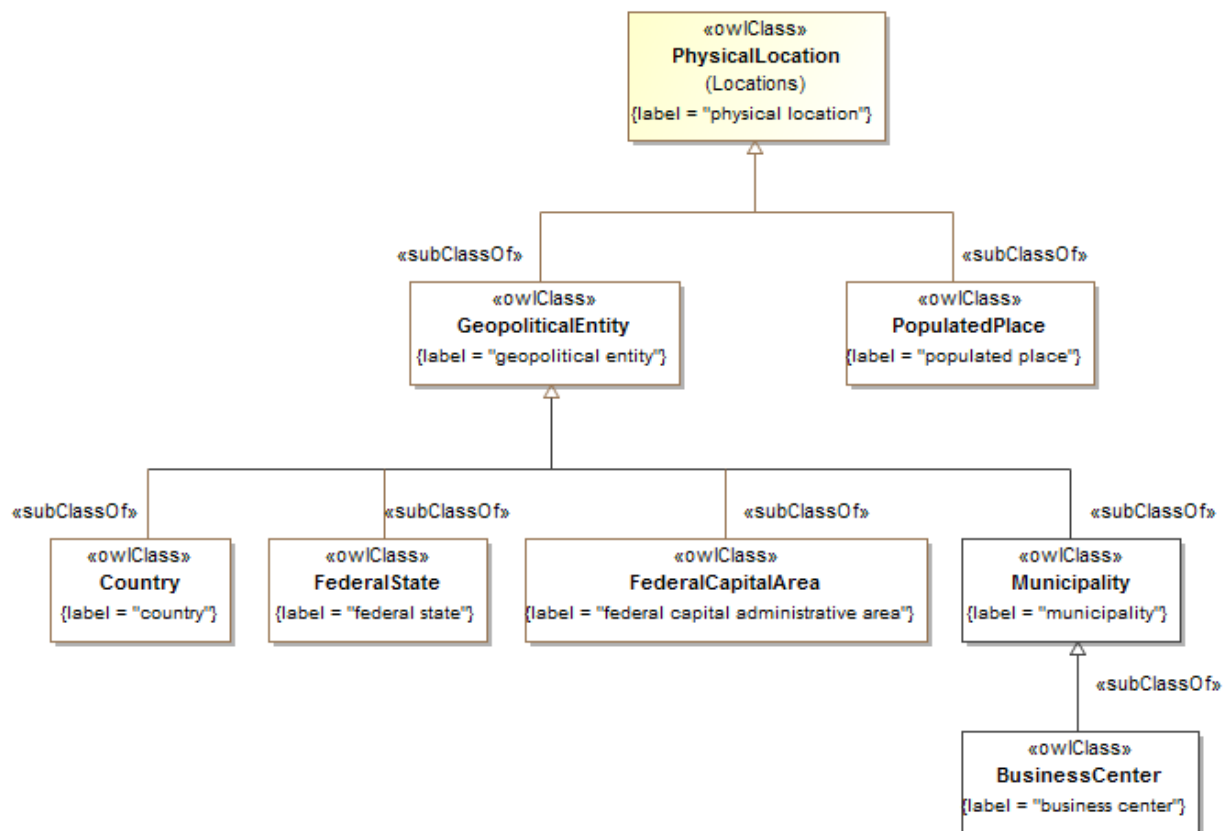 «owlClass»
PhysicalLocation
(Locations)
{label = "physical location"}
«subClassOf»
«subClassOf»
«owlClass»
GeopoliticalEntity
{label = "geopolitical entity"}
«owlClass»
PopulatedPlace
{label = "populated place"}
«subClassOf»
«subClassOf»
«subClassOf»
«subClassOf»
«owlClass»
Country
{label = "country"}
«owlClass»
FederalState
{label = "federal state"}
«owlClass»
FederalCapitalArea
{label = "federal capital administrative area"}
«owlClass»
Municipality
{label = "municipality"}
«subClassOf»
«owlClass»
BusinessCenter
{label = "business center"}